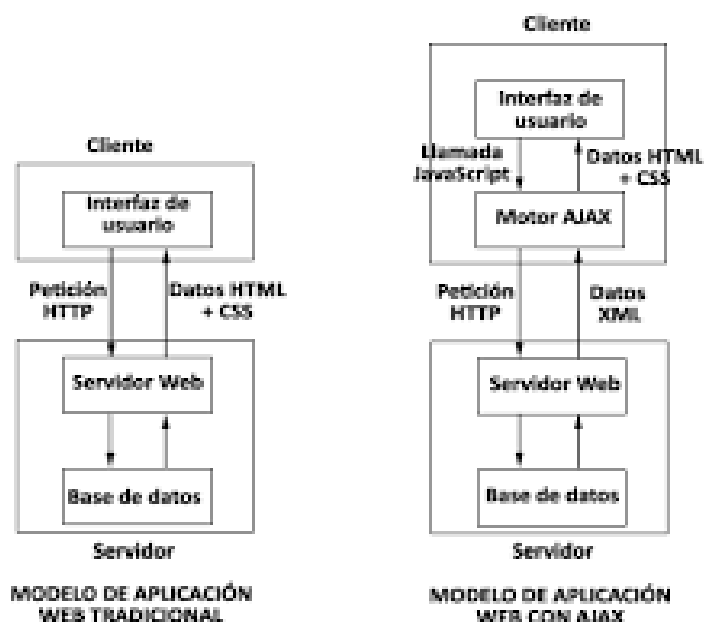 Cliente
Interfaz de
usuario
Petición
HTTP
Datos HTML
+ CSS
Servidor Web
Base de datos
Servidor
MODELO DE APLICACIÓN
WEB TRADICIONAL
Cliente
Interfaz de
usuario
Llamada
JavaScript
Datos HTML
+ CSS
Motor AJAX
Petición
HTTP
Datos
XML
Servidor Web
Base de datos
Servidor
MODELO DE APLICACIÓN
WEB CON AJAX